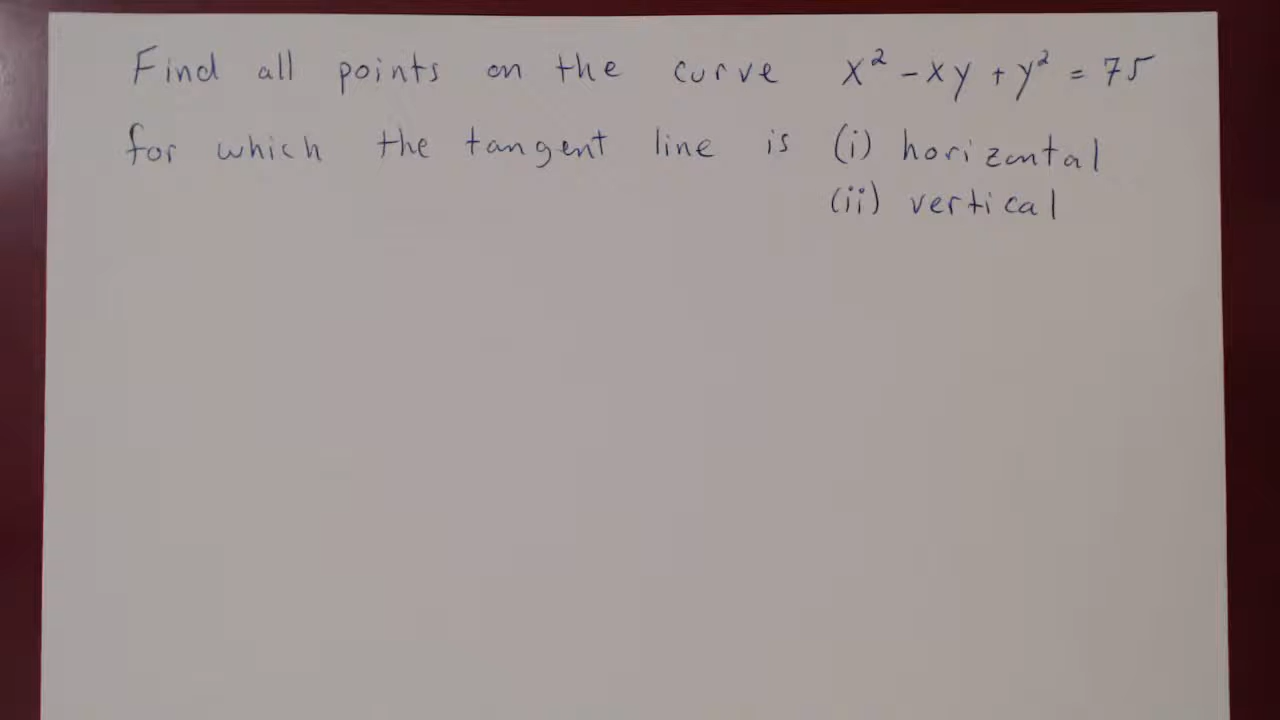 Find all points on the curve x² - xy + y² = 75
for which the tangent line is (i) horizontal
(ii) vertical